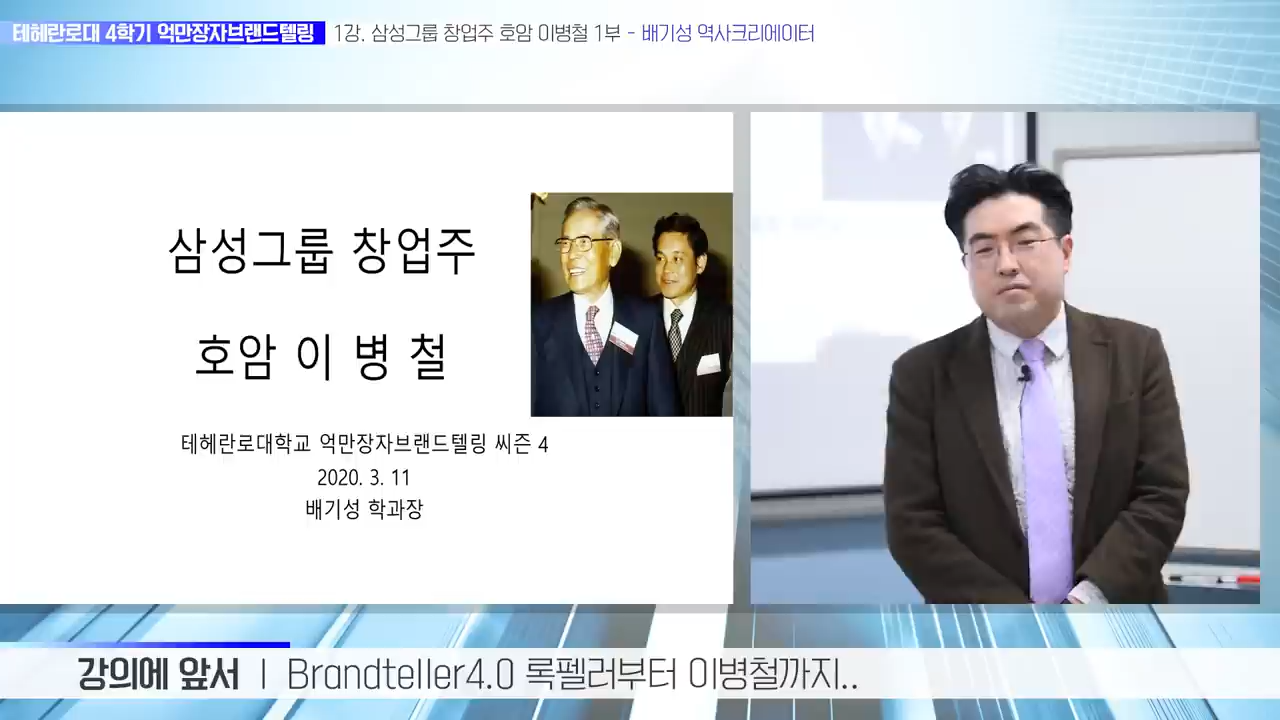 테헤란로대 4학기 억만장자브랜드텔링 1강. 삼성그룹 창업주 호암 이병철 1부 - 배기성 역사크리에이터
삼성그룹 창업주
호암 이 병 철
테헤란로대학교 억만장자브랜드텔링 씨즌 4
2020. 3. 11
배기성 학과장
강의에 앞서 | Brandteller4.0 록펠러부터 이병철까지..